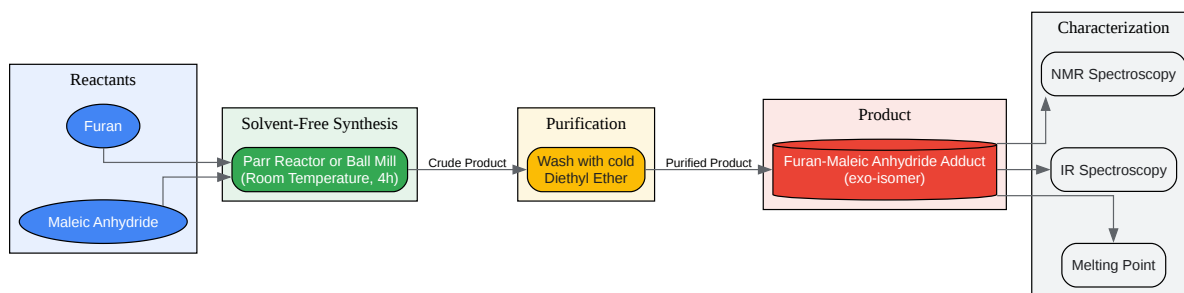 Reactants
Furan
Maleic Anhydride
Solvent-Free Synthesis
Parr Reactor or Ball Mill
(Room Temperature, 4h)
Crude Product
Purification
Wash with cold
Diethyl Ether
Purified Product
Product
Furan-Maleic Anhydride Adduct
(exo-isomer)
Characterization
NMR Spectroscopy
IR Spectroscopy
Melting Point